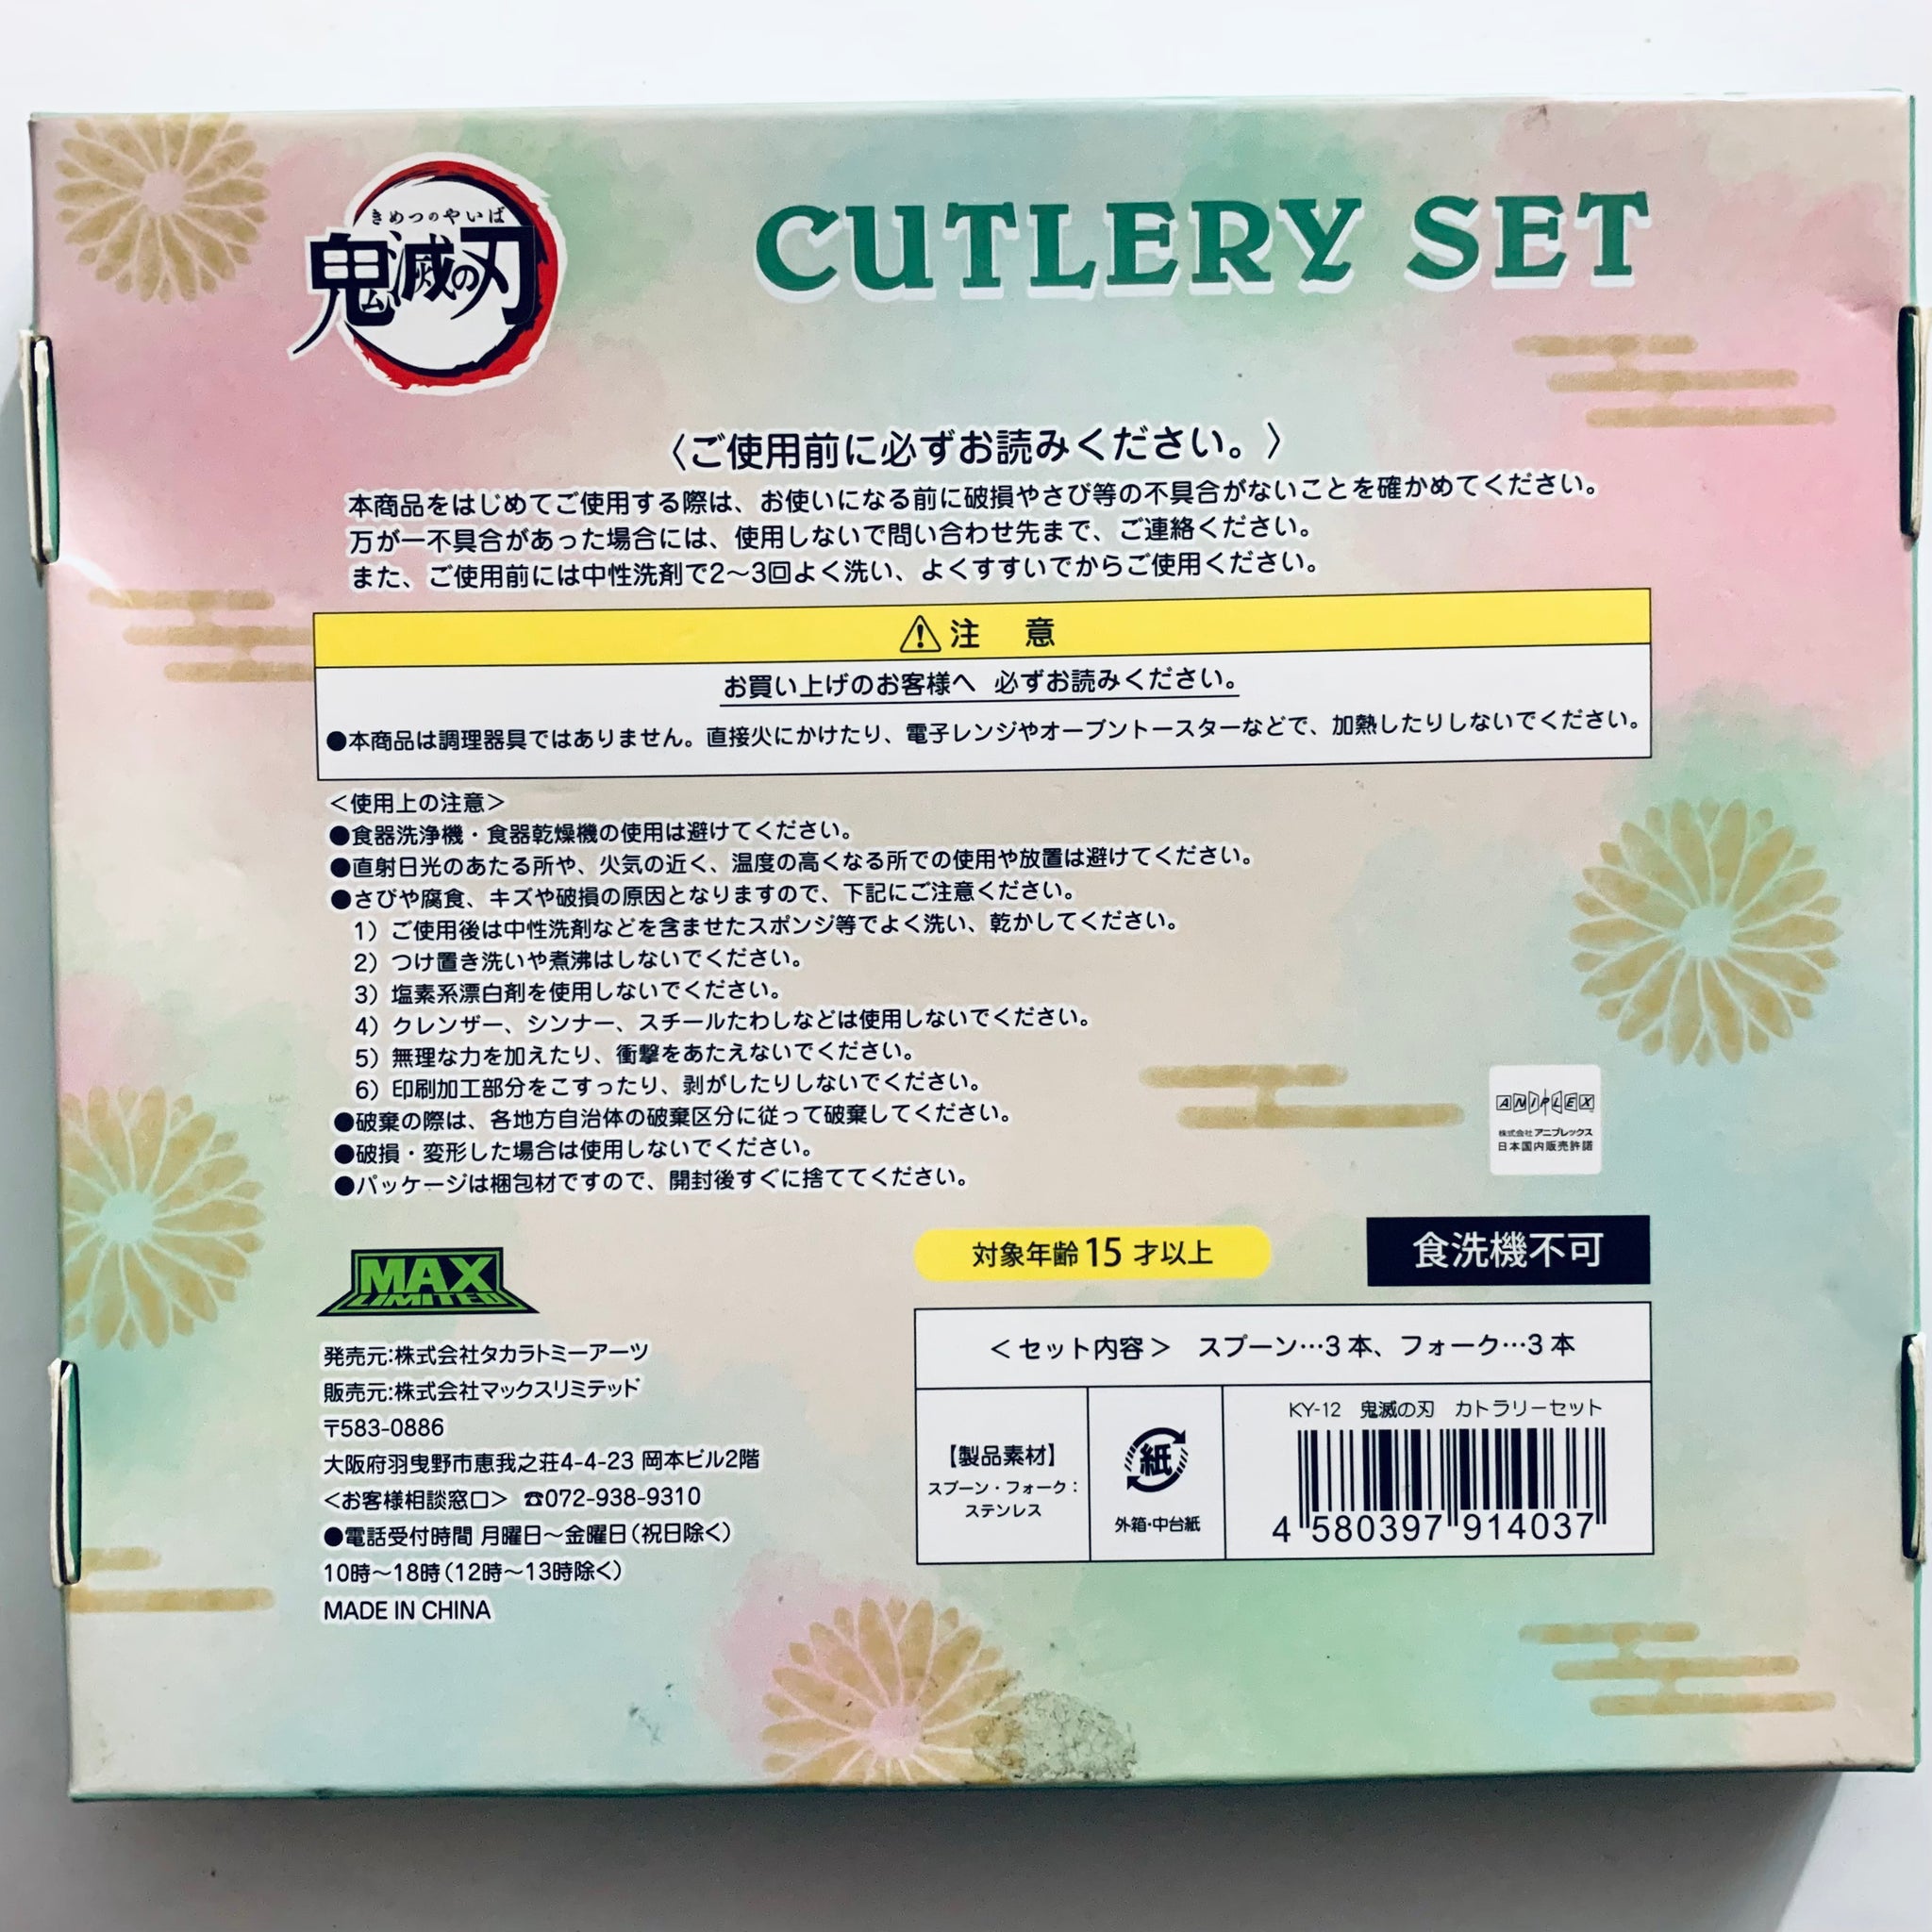 きめつのやいば
鬼滅の刃
CUTLERY SET
〈ご使用前に必ずお読みください。〉
本商品をはじめてご使用する際は、お使いになる前に破損やさび等の不具合がないことを確かめてください。
万が一不具合があった場合には、使用しないで問い合わせ先まで、ご連絡ください。
また、ご使用前には中性洗剤で2～3回よく洗い、よくすすいでからご使用ください。
⚠注 意
お買い上げのお客様へ 必ずお読みください。
●本商品は調理器具ではありません。直接火にかけたり、電子レンジやオーブントースターなどで、加熱したりしないでください。
＜使用上の注意＞
●食器洗浄機・食器乾燥機の使用は避けてください。
●直射日光のあたる所や、火気の近く、温度の高くなる所での使用や放置は避けてください。
●さびや腐食、キズや破損の原因となりますので、下記にご注意ください。
1）ご使用後は中性洗剤などを含ませたスポンジ等でよく洗い、乾かしてください。
2）つけ置き洗いや煮沸はしないでください。
3）塩素系漂白剤を使用しないでください。
4）クレンザー、シンナー、スチールたわしなどは使用しないでください。
5）無理な力を加えたり、衝撃をあたえないでください。
6）印刷加工部分をこすったり、剥がしたりしないでください。
●破棄の際は、各地方自治体の破棄区分に従って破棄してください。
●破損・変形した場合は使用しないでください。
●パッケージは梱包材ですので、開封後すぐに捨ててください。
ANIPLEX
株式会社アニプレックス
日本国内販売許諾
MAX
LIMITED
発売元:株式会社タカラトミーアーツ
販売元:株式会社マックスリミテッド
〒583-0886
大阪府羽曳野市恵我之荘4-4-23 岡本ビル2階
＜お客様相談窓口＞ ☎072-938-9310
●電話受付時間 月曜日～金曜日（祝日除く）
10時～18時（12時～13時除く）
MADE IN CHINA
対象年齢15才以上
食洗機不可
＜セット内容＞ スプーン…3本、フォーク…3本
【製品素材】
スプーン・フォーク：
ステンレス
紙
外箱・中台紙
KY-12 鬼滅の刃 カトラリーセット
4 580397 914037